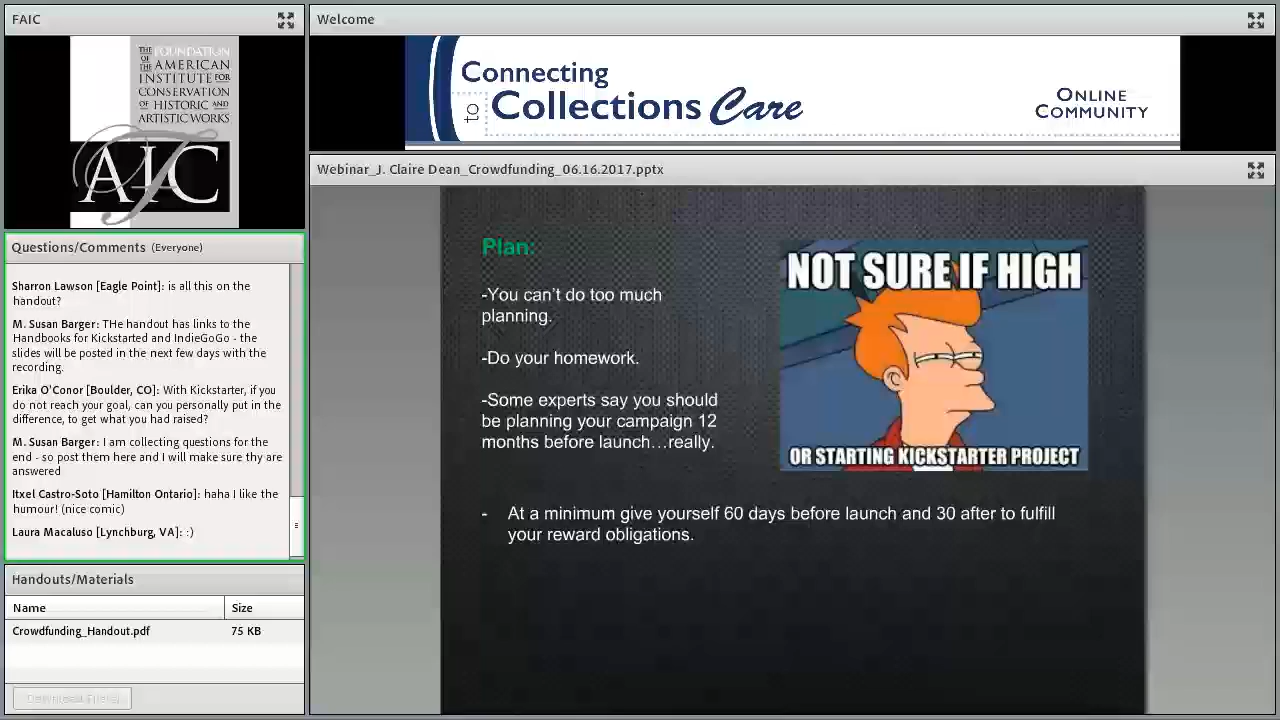 FAIC
THE FOUNDATION
OF THE AMERICAN
INSTITUTE FOR
CONSERVATION
OF HISTORIC AND
ARTISTIC WORKS
AIC
Questions/Comments (Everyone)
Sharron Lawson [Eagle Point]: is all this on the
handout?
M. Susan Barger: THe handout has links to the
Handbooks for Kickstarted and IndieGoGo - the
slides will be posted in the next few days with the
recording.
Erika O'Conor [Boulder, CO]: With Kickstarter, if you
do not reach your goal, can you personally put in the
difference, to get what you had raised?
M. Susan Barger: I am collecting questions for the
end - so post them here and I will make sure thy are
answered
Itxel Castro-Soto [Hamilton Ontario]: haha I like the
humour! (nice comic)
Laura Macaluso [Lynchburg, VA]: :)
Handouts/Materials
Name Size
Crowdfunding_Handout.pdf 75 KB
Welcome
Connecting
to Collections Care
ONLINE
COMMUNITY
Webinar_J. Claire Dean_Crowdfunding_06.16.2017.pptx
Plan:
-You can't do too much
planning.
-Do your homework.
-Some experts say you should
be planning your campaign 12
months before launch...really.
NOT SURE IF HIGH
OR STARTING KICKSTARTER PROJECT
- At a minimum give yourself 60 days before launch and 30 after to fulfill
your reward obligations.